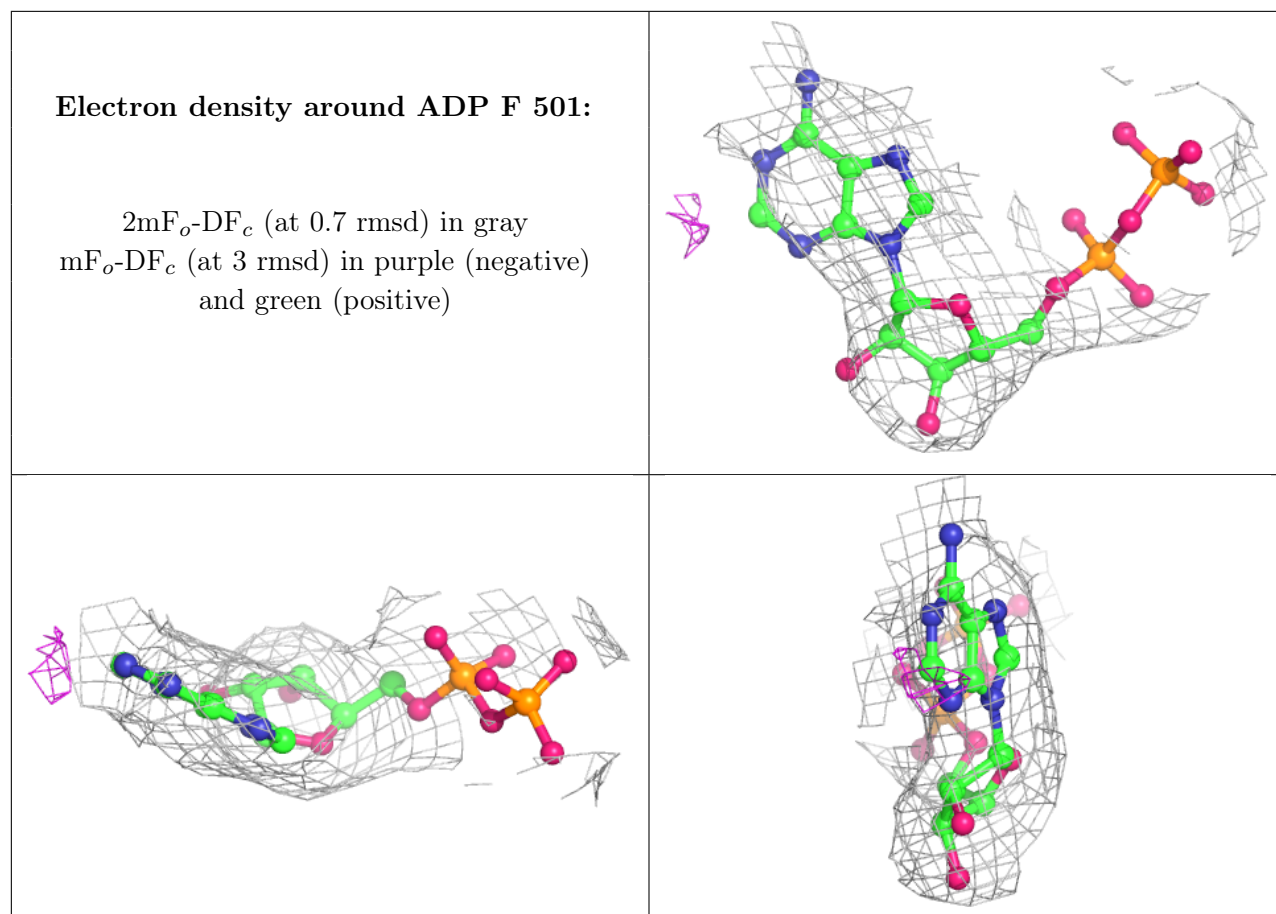 Electron density around ADP F 501:
2mFo-DFc (at 0.7 rmsd) in gray
mFo-DFc (at 3 rmsd) in purple (negative)
and green (positive)